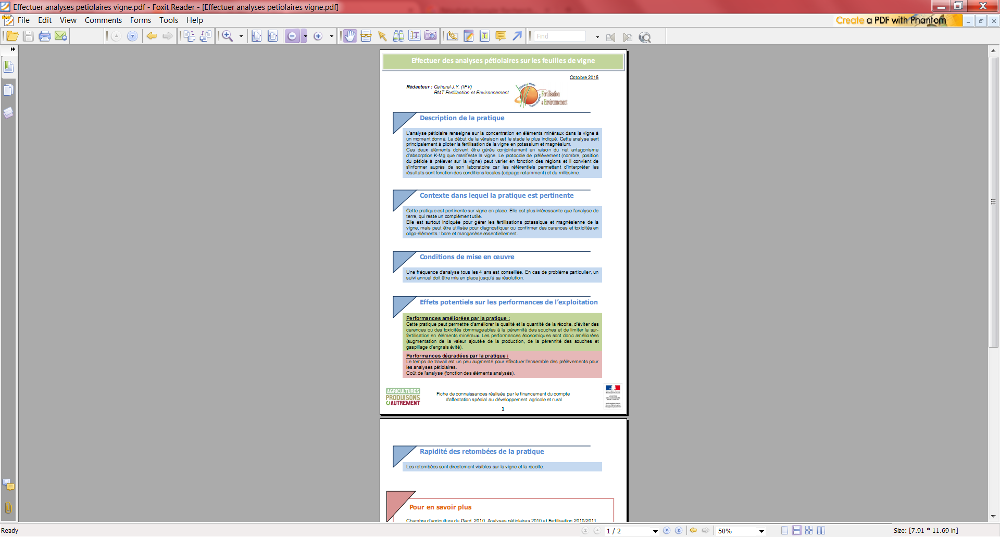 Effectuer analyses petiolaires vigne.pdf - Foxit Reader - [Effectuer analyses petiolaires vigne.pdf]
File Edit View Comments Forms Tools Help
Create a PDF with Phantom
Find
Effectuer des analyses pétiolaires sur les feuilles de vigne
Octobre 2015
Rédacteur : Cahurel J.Y. (IFV)
RMT Fertilisation et Environnement
Réseau Mixte
Technologique
Fertilisation
& Environnement
Description de la pratique
L'analyse pétiolaire renseigne sur la concentration en éléments minéraux dans la vigne à
un moment donné. Le début de la véraison est le stade le plus indiqué. Cette analyse sert
principalement à piloter la fertilisation de la vigne en potassium et magnésium.
Ces deux éléments doivent être gérés conjointement en raison du net antagonisme
d'absorption K-Mg que manifeste la vigne. Le protocole de prélèvement (nombre, position
du pétiole à prélever sur la vigne) peut varier en fonction des régions et il convient de
s'informer auprès de son laboratoire car les référentiels permettant d'interpréter les
résultats sont fonction des conditions locales (cépage notamment) et du millésime.
Contexte dans lequel la pratique est pertinente
Cette pratique est pertinente sur vigne en place. Elle est plus intéressante que l'analyse de
terre, qui reste un complément utile.
Elle est surtout indiquée pour gérer les fertilisations potassique et magnésienne de la
vigne, mais peut être utilisée pour diagnostiquer ou confirmer des carences et toxicités en
oligo-éléments : bore et manganèse essentiellement.
Conditions de mise en œuvre
Une fréquence d'analyse tous les 4 ans est conseillée. En cas de problème particulier, un
suivi annuel doit être mis en place jusqu'à sa résolution.
Effets potentiels sur les performances de l'exploitation
Performances améliorées par la pratique :
Cette pratique peut permettre d'améliorer la qualité et la quantité de la récolte, d'éviter des
carences ou des toxicités dommageables à la pérennité des souches et de limiter la sur-
fertilisation en éléments minéraux. Les performances économiques sont donc améliorées
(augmentation de la valeur ajoutée de la production, de la pérennité des souches et
gaspillage d'engrais évité).
Performances dégradées par la pratique :
Le temps de travail est un peu augmenté pour effectuer l'ensemble des prélèvements pour
les analyses pétiolaires.
Coût de l'analyse (fonction des éléments analysés).
AGRICULTURES
PRODUISONS
AUTREMENT
Fiche de connaissances réalisée par le financement du compte
d'affectation spécial au développement agricole et rural
1
Rapidité des retombées de la pratique
Les retombées sont directement visibles sur la vigne et la récolte.
Pour en savoir plus
Chambre d'agriculture du Gard, 2010. Analyses pétiolaires 2010 et Fertilisation 2010/2011
Ready
1 / 2
50%
Size: [7.91 * 11.69 in]